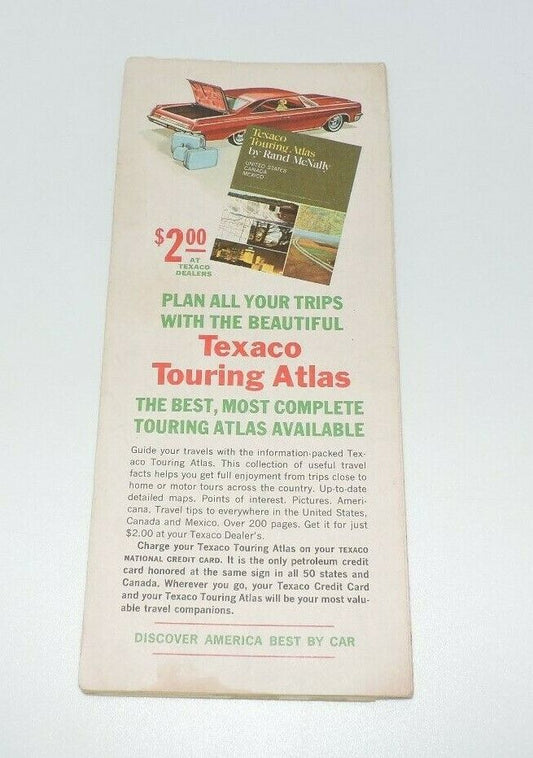 Texaco
Touring Atlas
by Rand McNally
UNITED STATES
CANADA
MEXICO
$2.00
AT
TEXACO
DEALERS
PLAN ALL YOUR TRIPS
WITH THE BEAUTIFUL
Texaco
Touring Atlas
THE BEST, MOST COMPLETE
TOURING ATLAS AVAILABLE
Guide your travels with the information-packed Tex-
aco Touring Atlas. This collection of useful travel
facts helps you get full enjoyment from trips close to
home or motor tours across the country. Up-to-date
detailed maps. Points of interest. Pictures. Ameri-
cana. Travel tips to everywhere in the United States,
Canada and Mexico. Over 200 pages. Get it for just
$2.00 at your Texaco Dealer's.
Charge your Texaco Touring Atlas on your TEXACO
NATIONAL CREDIT CARD. It is the only petroleum credit
card honored at the same sign in all 50 states and
Canada. Wherever you go, your Texaco Credit Card
and your Texaco Touring Atlas will be your most valu-
able travel companions.
DISCOVER AMERICA BEST BY CAR